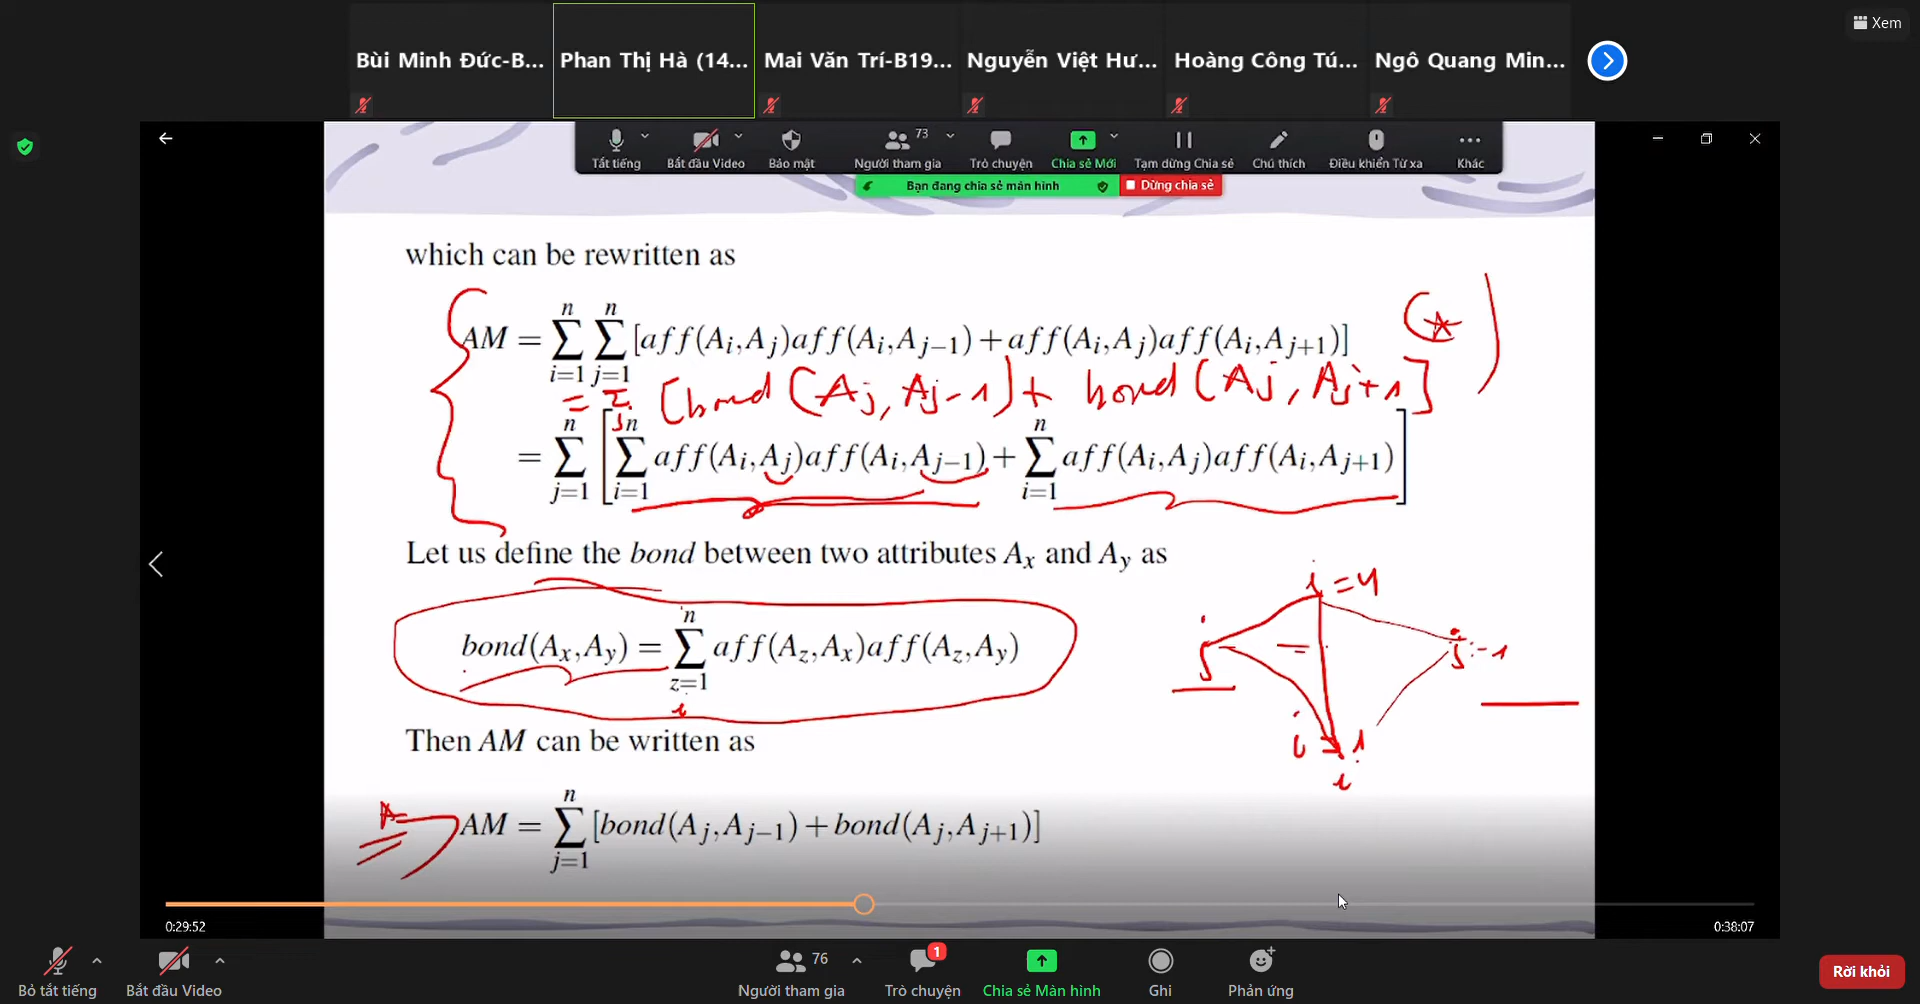 Xem
Bùi Minh Đức-B... Phan Thị Hà (14... Mai Văn Trí-B19... Nguyễn Việt Hư... Hoàng Công Tú... Ngô Quang Min...
73
Tắt tiếng Bắt đầu Video Bảo mật Người tham gia Trò chuyện Chia sẻ Mới Tạm dừng Chia sẻ Chú thích Điều khiển Từ xa Khác
Bạn đang chia sẻ màn hình Dừng chia sẻ
which can be rewritten as
AM = ∑_{i=1}^{n} ∑_{j=1}^{n} [aff(A_i,A_j)aff(A_i,A_{j−1})+aff(A_i,A_j)aff(A_i,A_{j+1})]
= ∑_j [bond(Aj, Aj-1)+ bond(Aj, Aj+1]
= ∑_{j=1}^{n} [∑_{i=1}^{n} aff(A_i,A_j)aff(A_i,A_{j−1})+ ∑_{i=1}^{n} aff(A_i,A_j)aff(A_i,A_{j+1})]
Let us define the bond between two attributes A_x and A_y as
i=4
bond(A_x,A_y) = ∑_{z=1}^{n} aff(A_z,A_x)aff(A_z,A_y)
j j-1
i
i=1
i
Then AM can be written as
AM = ∑_{j=1}^{n} [bond(A_j,A_{j−1})+bond(A_j,A_{j+1})]
0:29:52 0:38:07
76 1
Bỏ tắt tiếng Bắt đầu Video Người tham gia Trò chuyện Chia sẻ Màn hình Ghi Phản ứng Rời khỏi